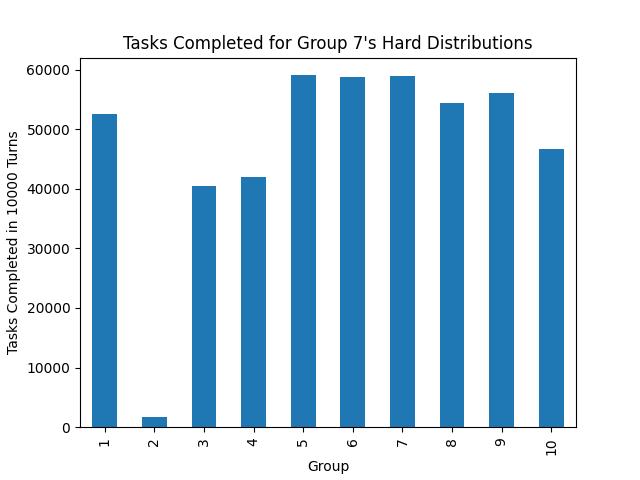 Tasks Completed for Group 7's Hard Distributions
60000
50000
40000
30000
20000
10000
0
Tasks Completed in 10000 Turns
1 2 3 4 5 6 7 8 9 10
Group